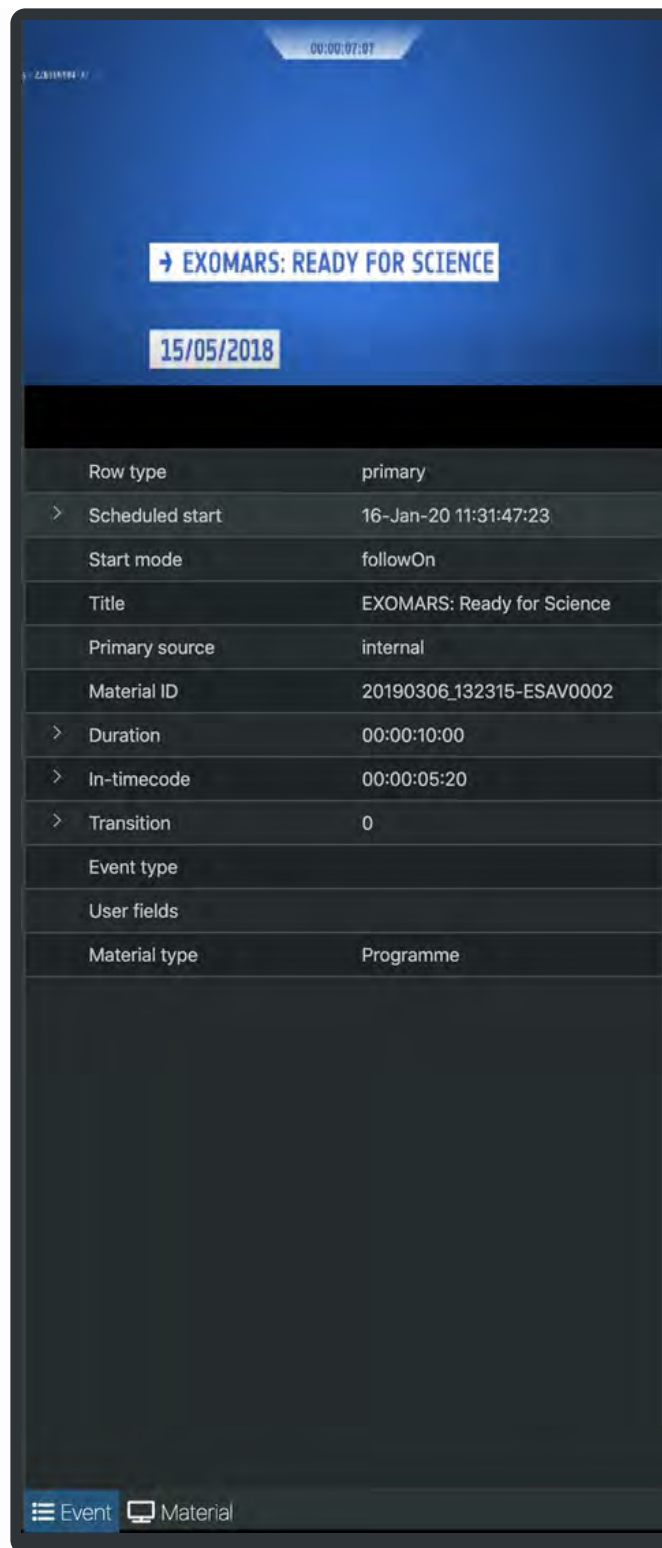 00:00:07:07
→ EXOMARS: READY FOR SCIENCE
15/05/2018
Row type primary
> Scheduled start 16-Jan-20 11:31:47:23
Start mode followOn
Title EXOMARS: Ready for Science
Primary source internal
Material ID 20190306_132315-ESAV0002
> Duration 00:00:10:00
> In-timecode 00:00:05:20
> Transition 0
Event type
User fields
Material type Programme
Event Material